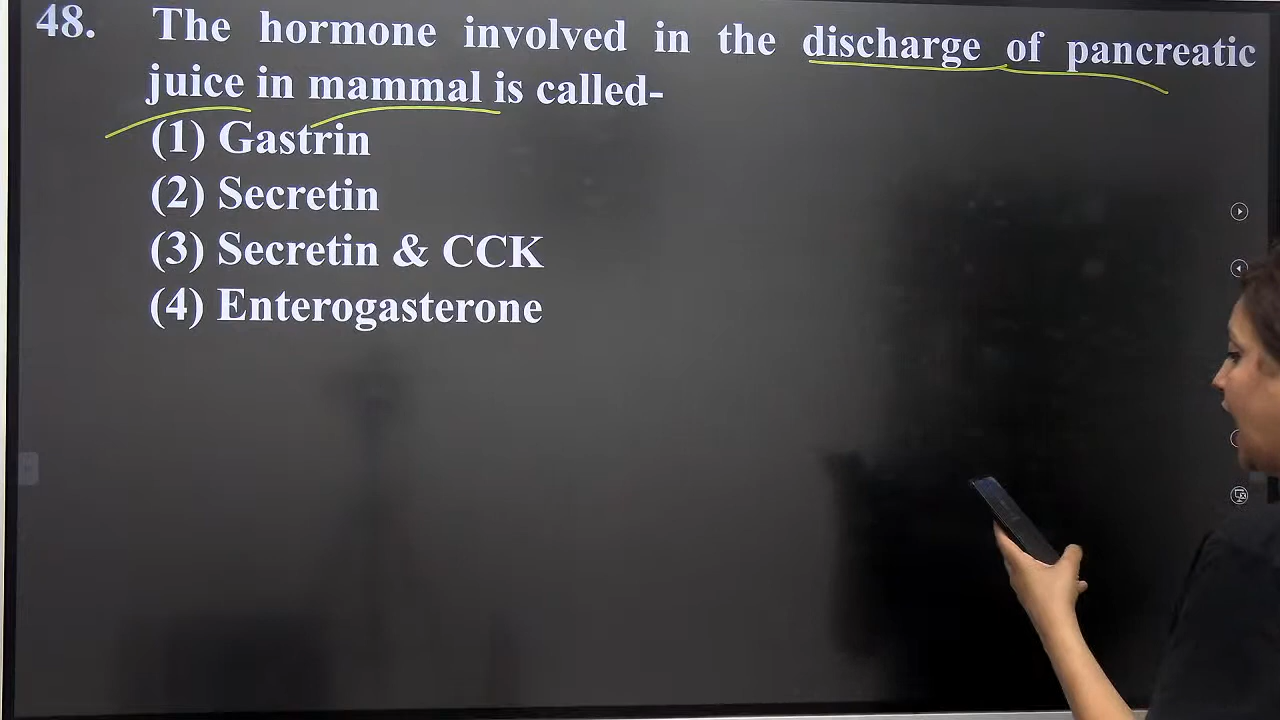 48. The hormone involved in the discharge of pancreatic
juice in mammal is called-
(1) Gastrin
(2) Secretin
(3) Secretin & CCK
(4) Enterogasterone